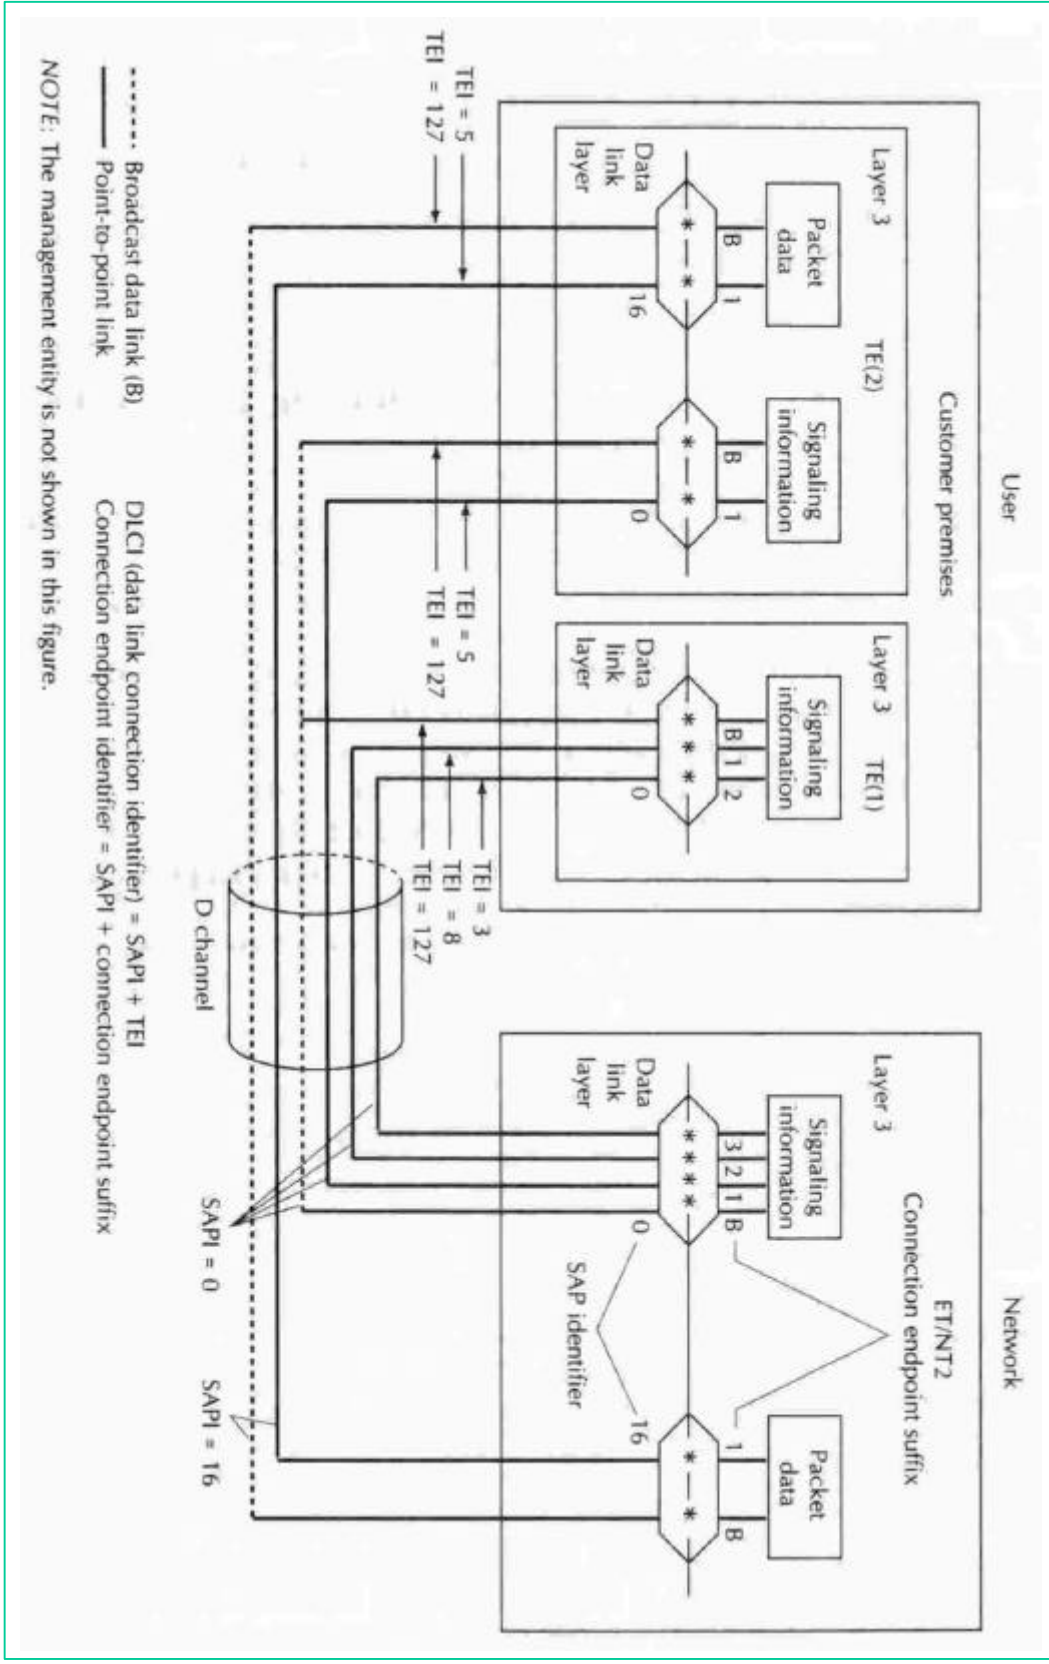 User
Network
Customer premises
ET/NT2
Connection endpoint suffix
Layer 3
TE(2)
Layer 3
TE(1)
Layer 3
Packet
data
Signaling
information
Signaling
information
Signaling
information
Packet
data
B 1
B 1
B 1 2
3 2 1 B
1 B
Data
link
layer
* — *
* — *
Data
link
layer
* * *
Data
link
layer
* * * *
* — *
16
0
0
0
16
SAP identifier
TEI = 5
TEI = 127
TEI = 5
TEI = 127
TEI = 3
TEI = 8
TEI = 127
D channel
SAPI = 0
SAPI = 16
Broadcast data link (B)
Point-to-point link
DLCI (data link connection identifier) = SAPI + TEI
Connection endpoint identifier = SAPI + connection endpoint suffix
NOTE: The management entity is not shown in this figure.